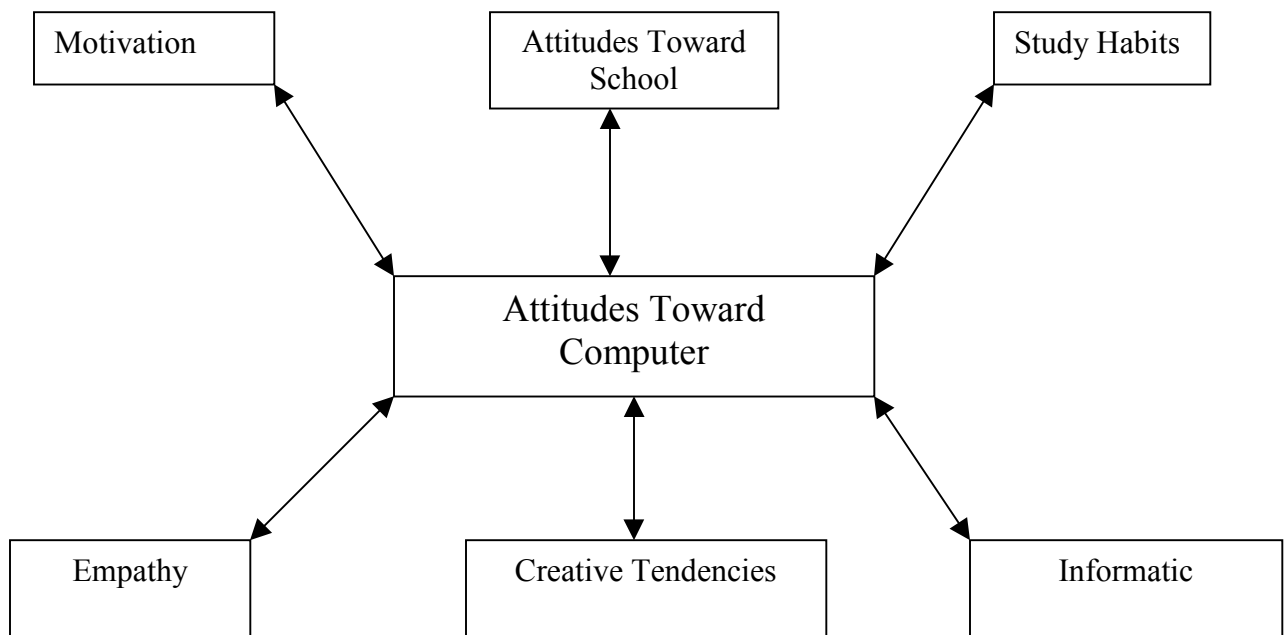 Motivation
Attitudes Toward
School
Study Habits
Attitudes Toward
Computer
Empathy
Creative Tendencies
Informatic